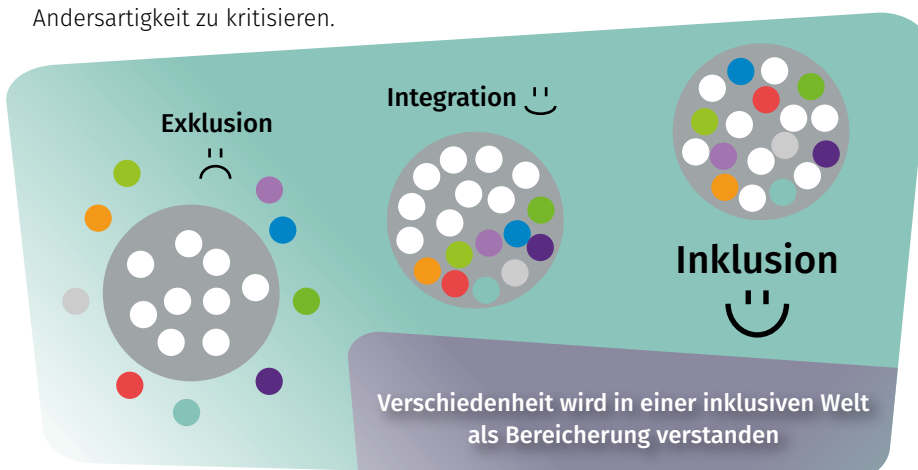 Andersartigkeit zu kritisieren.
Exklusion
Integration
Inklusion
Verschiedenheit wird in einer inklusiven Welt
als Bereicherung verstanden